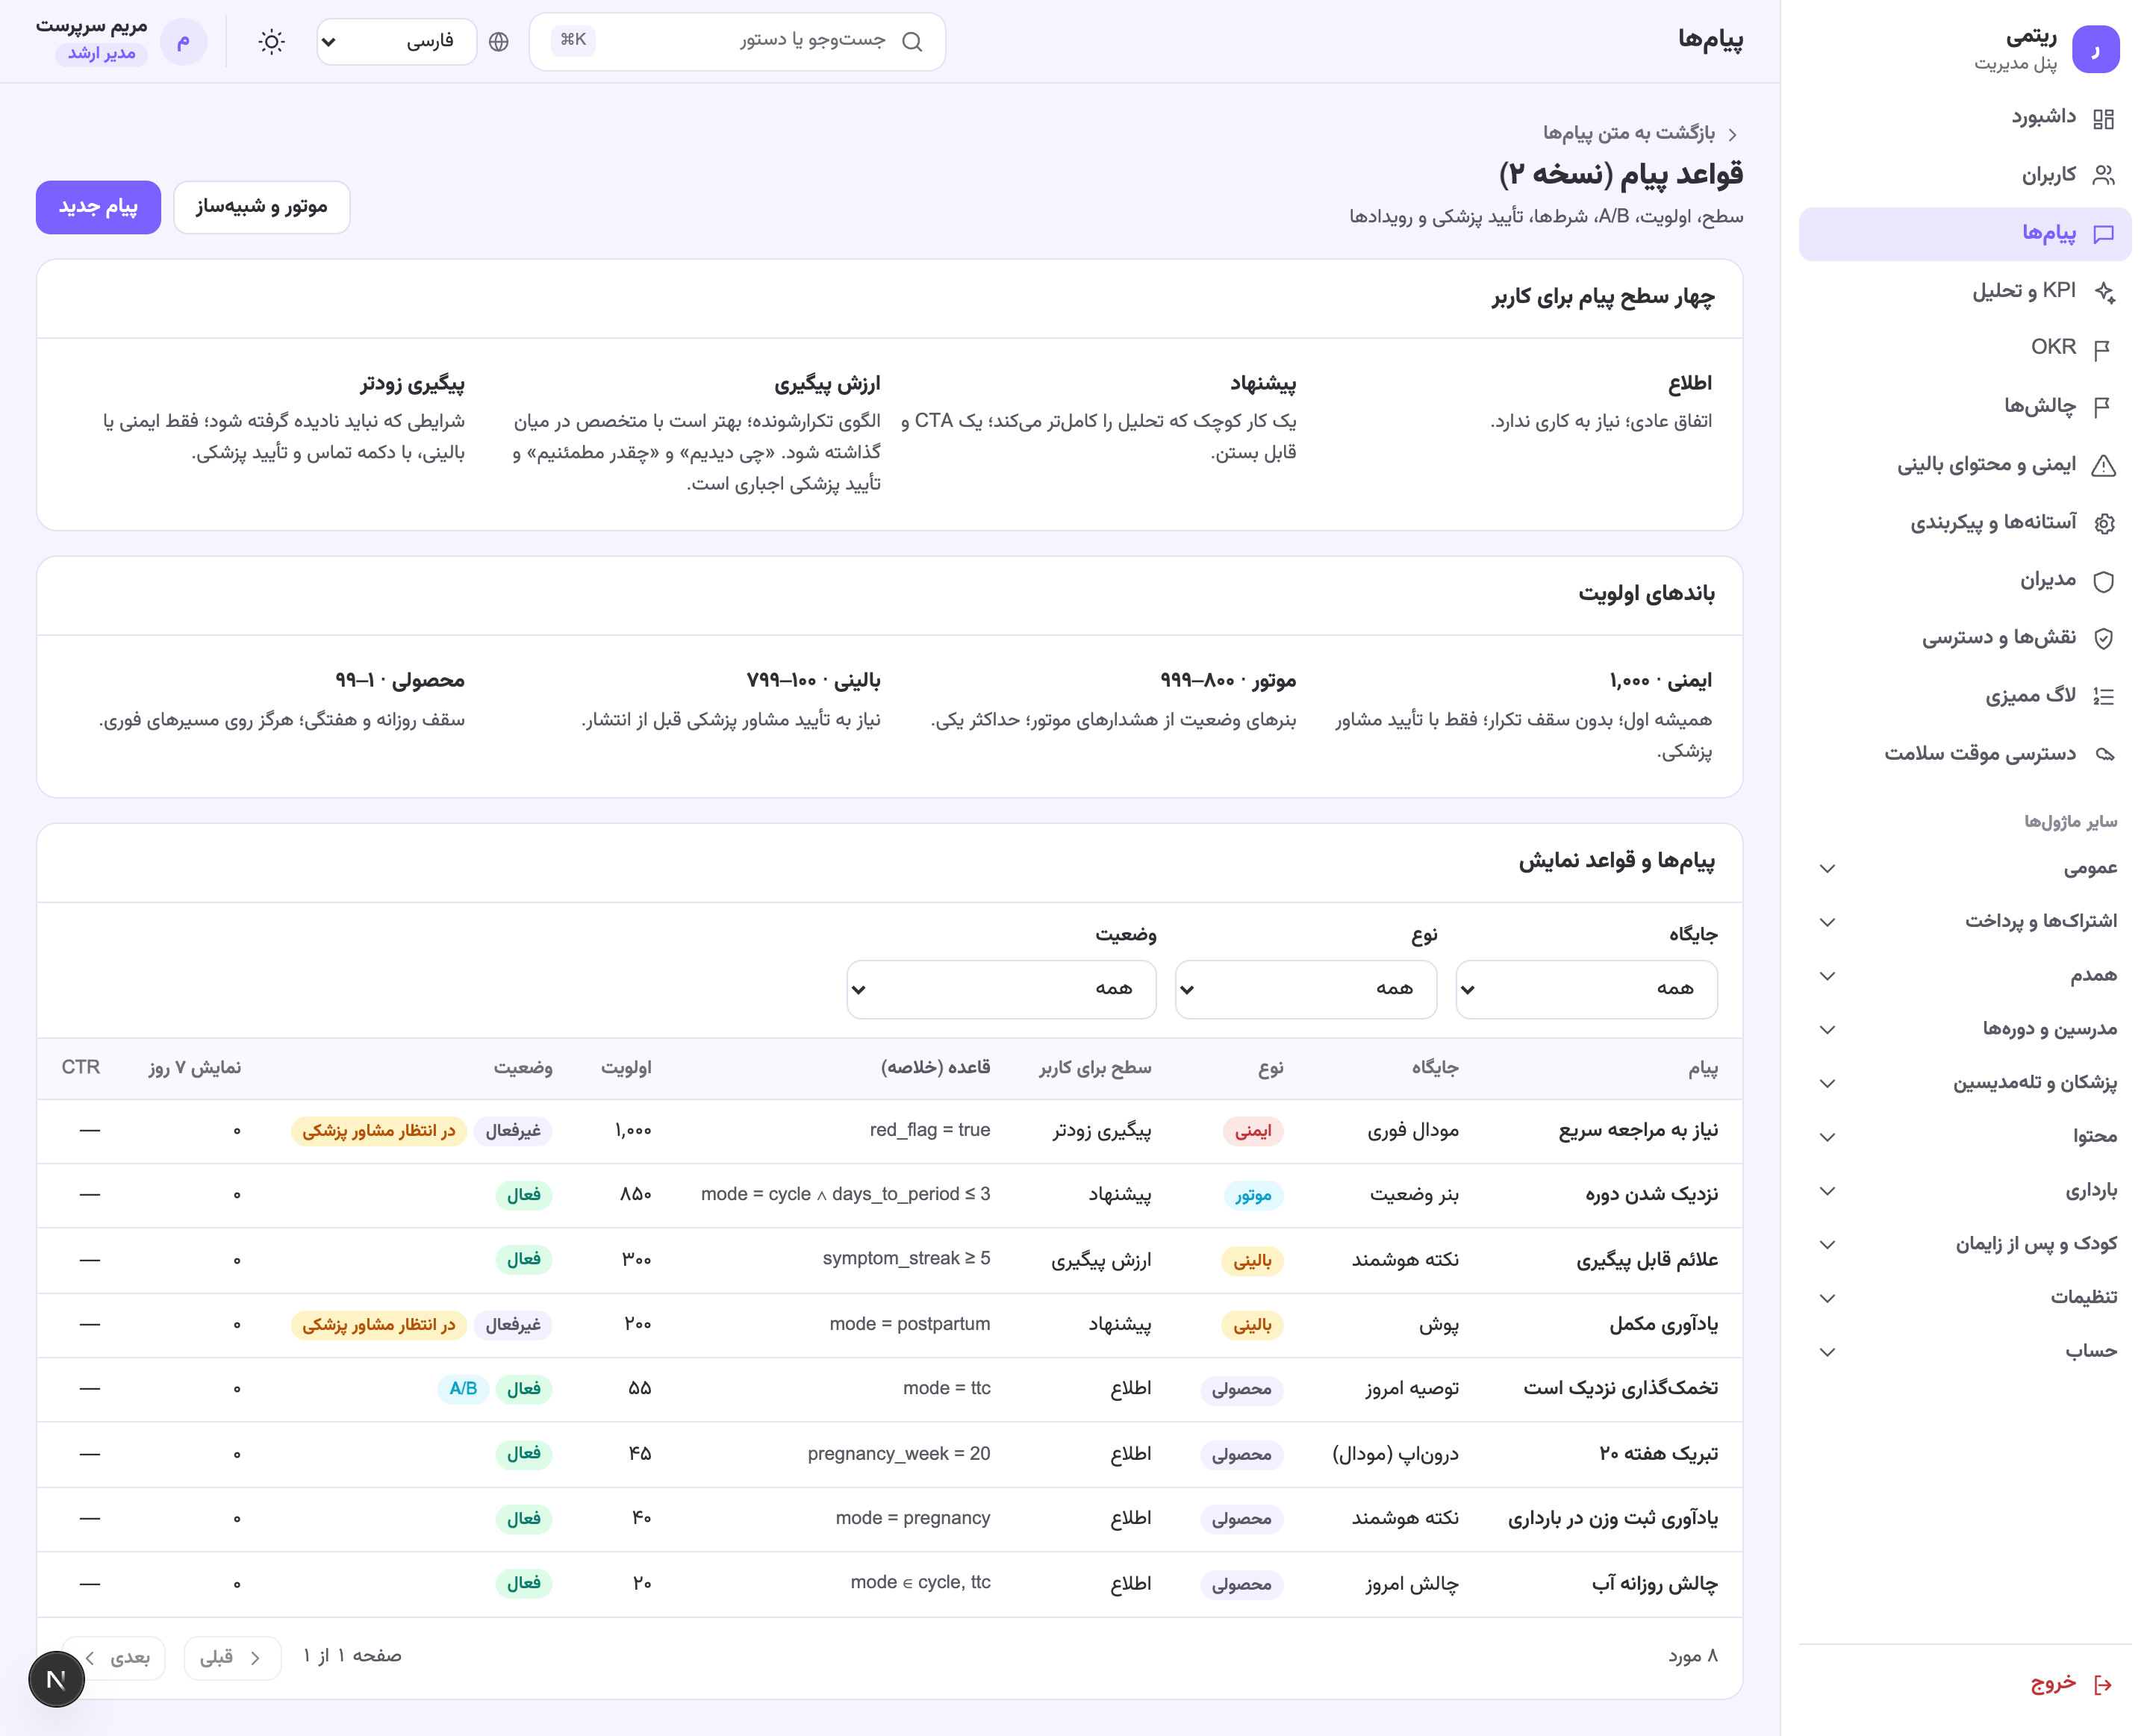 ر
ریتمی
پنل مدیریت
داشبورد
کاربران
پیام‌ها
KPI و تحلیل
OKR
چالش‌ها
ایمنی و محتوای بالینی
آستانه‌ها و پیکربندی
مدیران
نقش‌ها و دسترسی
لاگ ممیزی
دسترسی موقت سلامت
سایر ماژول‌ها
عمومی
اشتراک‌ها و پرداخت
همدم
مدرسین و دوره‌ها
پزشکان و تله‌مدیسین
محتوا
بارداری
کودک و پس از زایمان
تنظیمات
حساب
خروج
پیام‌ها
جست‌وجو یا دستور ⌘K
فارسی
م
مریم سرپرست
مدیر ارشد
بازگشت به متن پیام‌ها
قواعد پیام (نسخه ۲)
سطح، اولویت، A/B، شرط‌ها، تأیید پزشکی و رویدادها
موتور و شبیه‌ساز
پیام جدید
چهار سطح پیام برای کاربر
اطلاع
اتفاق عادی؛ نیاز به کاری ندارد.
پیشنهاد
یک کار کوچک که تحلیل را کامل‌تر می‌کند؛ یک CTA و
قابل بستن.
ارزش پیگیری
الگوی تکرارشونده؛ بهتر است با متخصص در میان
گذاشته شود. «چی دیدیم» و «چقدر مطمئنیم» و
تأیید پزشکی اجباری است.
پیگیری زودتر
شرایطی که نباید نادیده گرفته شود؛ فقط ایمنی یا
بالینی، با دکمه تماس و تأیید پزشکی.
باندهای اولویت
ایمنی · ۱,۰۰۰
همیشه اول؛ بدون سقف تکرار؛ فقط با تأیید مشاور
پزشکی.
موتور · ۸۰۰–۹۹۹
بنرهای وضعیت از هشدارهای موتور؛ حداکثر یکی.
بالینی · ۱۰۰–۷۹۹
نیاز به تأیید مشاور پزشکی قبل از انتشار.
محصولی · ۱–۹۹
سقف روزانه و هفتگی؛ هرگز روی مسیرهای فوری.
پیام‌ها و قواعد نمایش
جایگاه نوع وضعیت
همه همه همه
پیام جایگاه نوع سطح برای کاربر قاعده (خلاصه) اولویت وضعیت نمایش ۷ روز CTR
نیاز به مراجعه سریع مودال فوری ایمنی پیگیری زودتر red_flag = true ۱,۰۰۰ غیرفعال در انتظار مشاور پزشکی ۰ —
نزدیک شدن دوره بنر وضعیت موتور پیشنهاد mode = cycle ∧ days_to_period ≤ 3 ۸۵۰ فعال ۰ —
علائم قابل پیگیری نکته هوشمند بالینی ارزش پیگیری symptom_streak ≥ 5 ۳۰۰ فعال ۰ —
یادآوری مکمل پوش بالینی پیشنهاد mode = postpartum ۲۰۰ غیرفعال در انتظار مشاور پزشکی ۰ —
تخمک‌گذاری نزدیک است توصیه امروز محصولی اطلاع mode = ttc ۵۵ فعال A/B ۰ —
تبریک هفته ۲۰ درون‌اپ (مودال) محصولی اطلاع pregnancy_week = 20 ۴۵ فعال ۰ —
یادآوری ثبت وزن در بارداری نکته هوشمند محصولی اطلاع mode = pregnancy ۴۰ فعال ۰ —
چالش روزانه آب چالش امروز محصولی اطلاع mode ∈ cycle, ttc ۲۰ فعال ۰ —
۸ مورد صفحه ۱ از ۱ قبلی بعدی
N